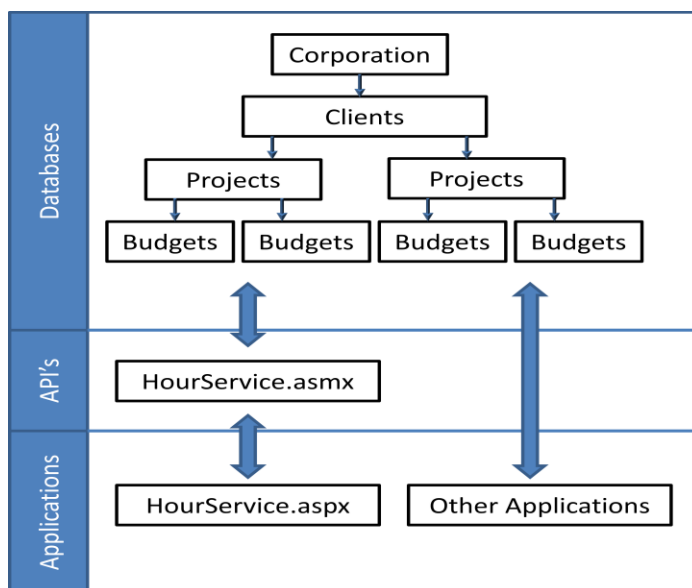 Databases
Corporation
Clients
Projects
Projects
Budgets
Budgets
Budgets
Budgets
API's
HourService.asmx
Applications
HourService.aspx
Other Applications